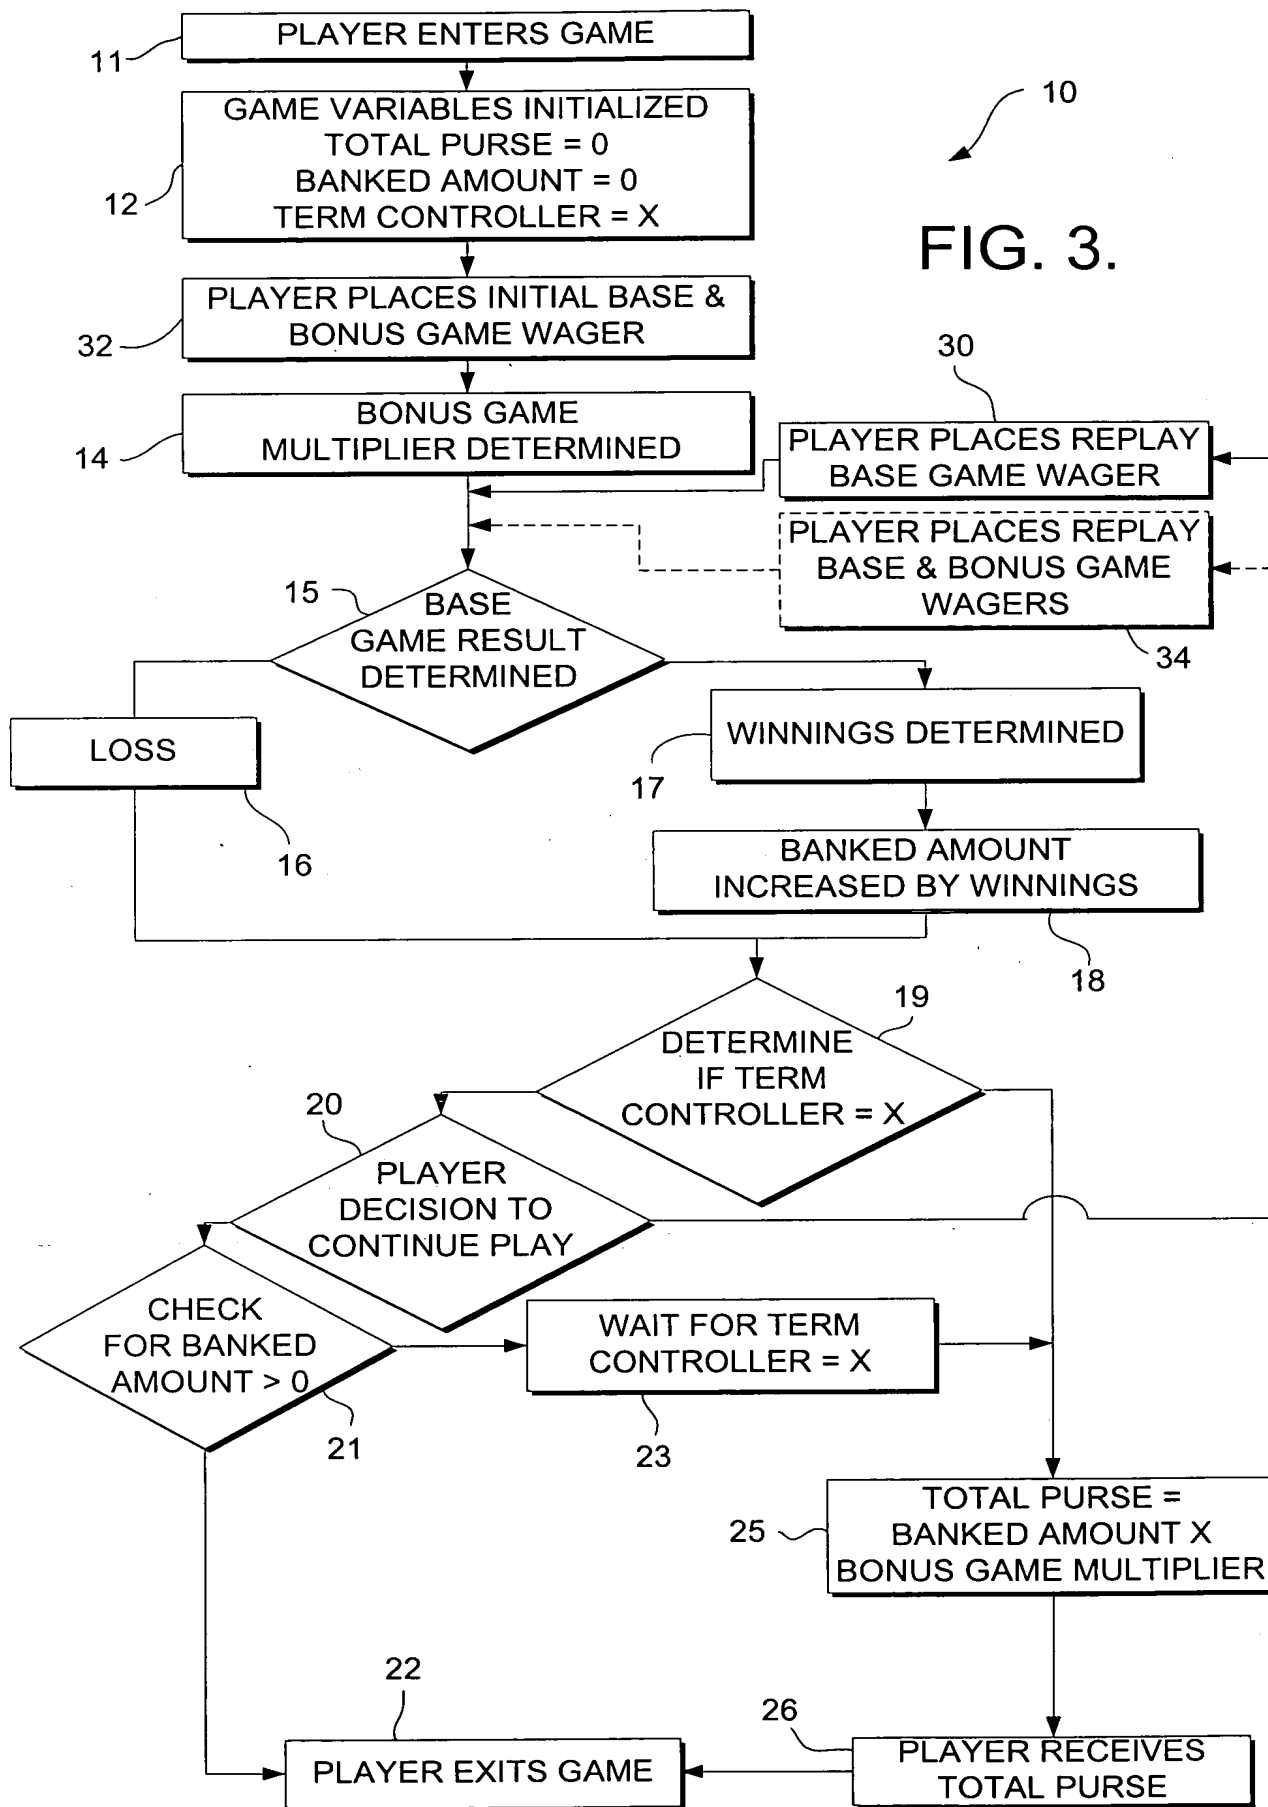 PLAYER ENTERS GAME
11
GAME VARIABLES INITIALIZED
TOTAL PURSE = 0
BANKED AMOUNT = 0
TERM CONTROLLER = X
12
10
FIG. 3.
PLAYER PLACES INITIAL BASE &
BONUS GAME WAGER
32
BONUS GAME
MULTIPLIER DETERMINED
14
30
PLAYER PLACES REPLAY
BASE GAME WAGER
PLAYER PLACES REPLAY
BASE & BONUS GAME
WAGERS
34
15
BASE
GAME RESULT
DETERMINED
LOSS
16
WINNINGS DETERMINED
17
BANKED AMOUNT
INCREASED BY WINNINGS
18
19
DETERMINE
IF TERM
CONTROLLER = X
20
PLAYER
DECISION TO
CONTINUE PLAY
CHECK
FOR BANKED
AMOUNT > 0
21
WAIT FOR TERM
CONTROLLER = X
23
TOTAL PURSE =
BANKED AMOUNT X
BONUS GAME MULTIPLIER
25
22
PLAYER EXITS GAME
26
PLAYER RECEIVES
TOTAL PURSE